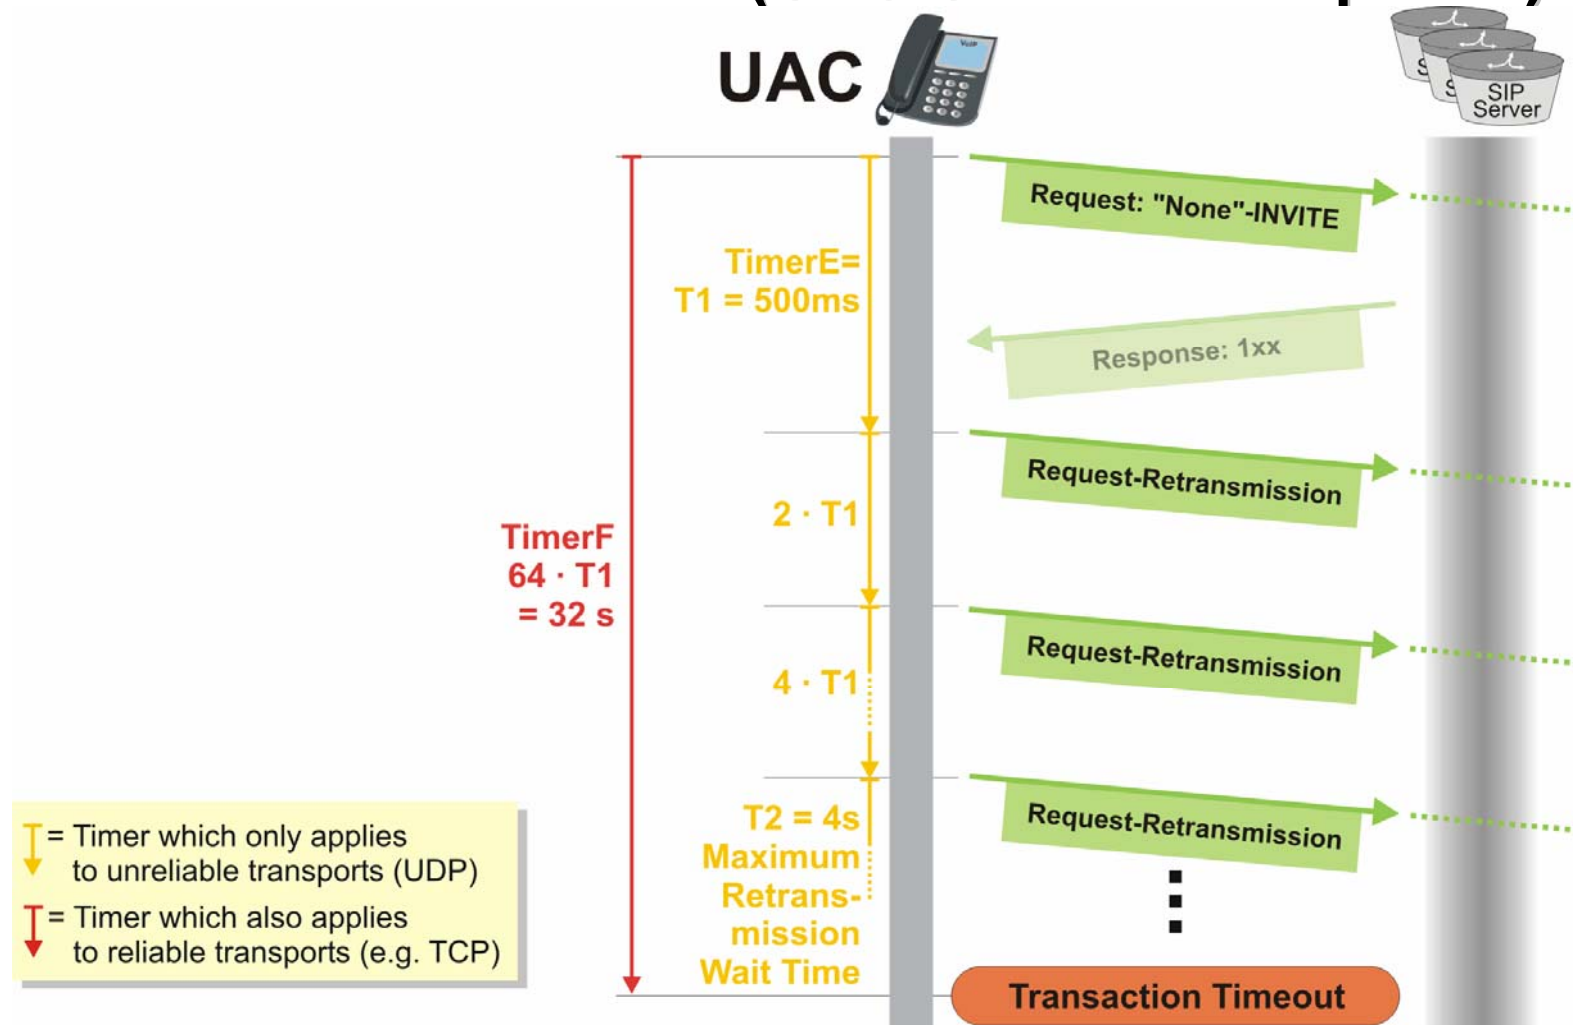 UAC
VoIP
S
S
SIP
Server
Request: "None"-INVITE
TimerE=
T1 = 500ms
Response: 1xx
Request-Retransmission
2 · T1
TimerF
64 · T1
= 32 s
Request-Retransmission
4 · T1
Request-Retransmission
T2 = 4s
Maximum
Retrans-
mission
Wait Time
= Timer which only applies
to unreliable transports (UDP)
= Timer which also applies
to reliable transports (e.g. TCP)
Transaction Timeout